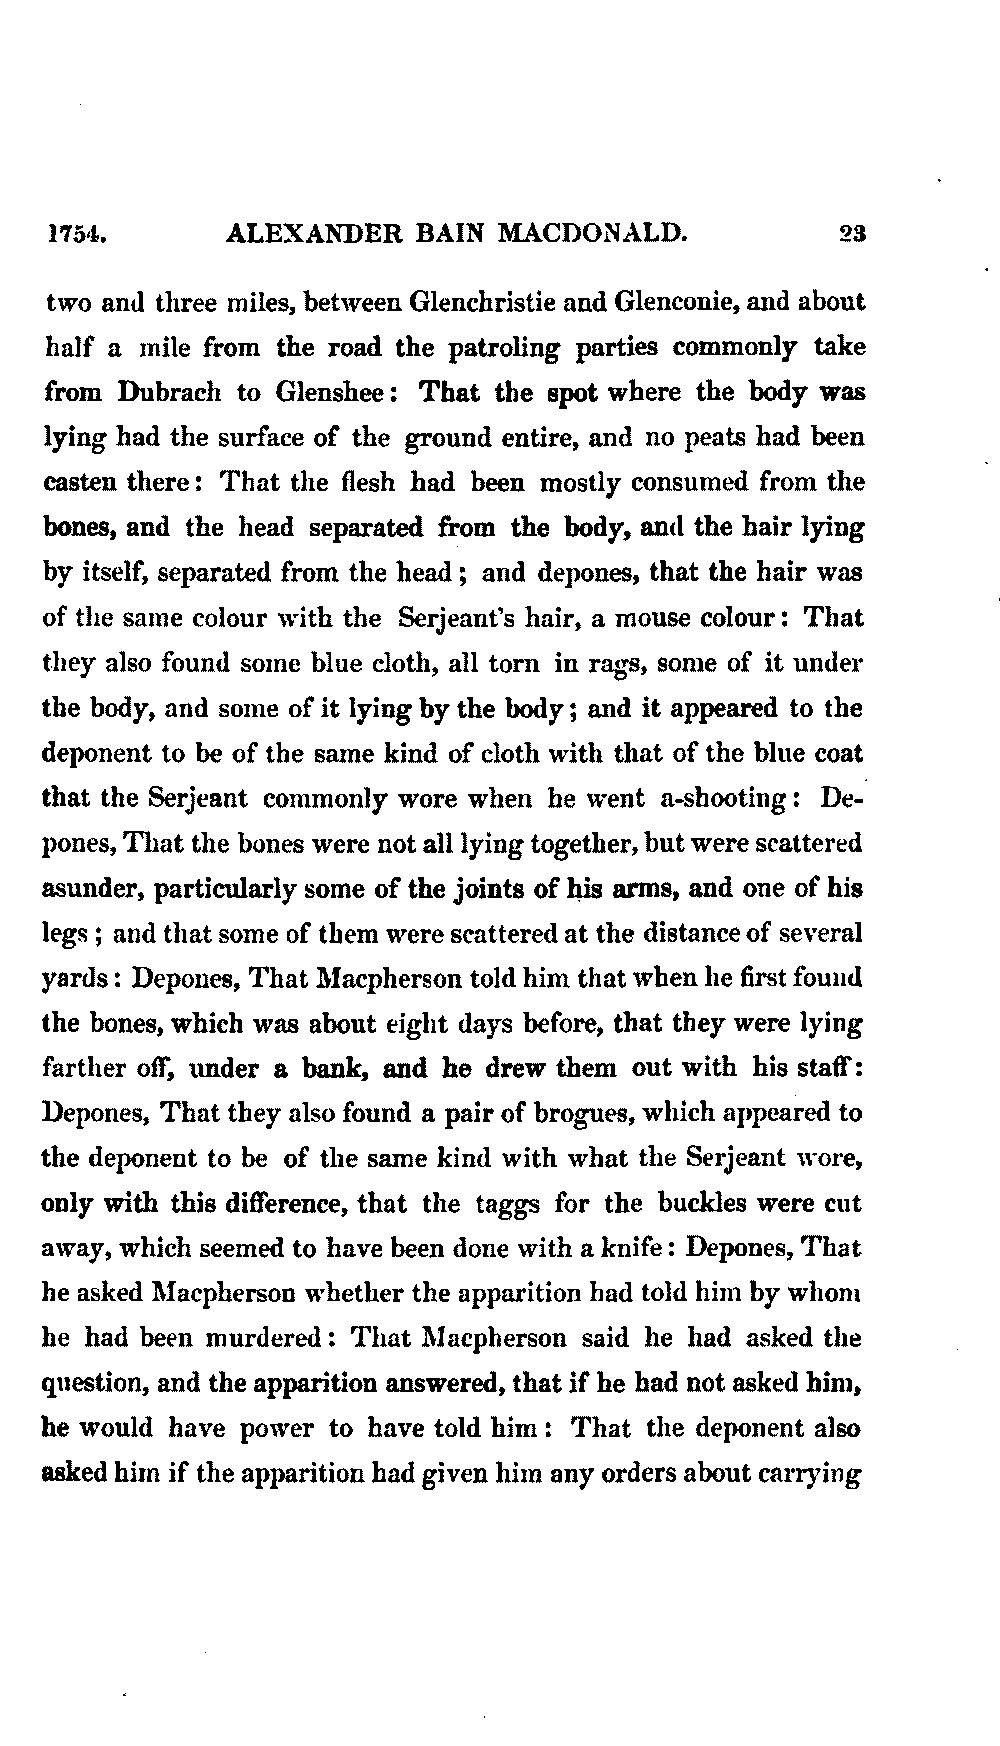 1754. ALEXANDER BAIN MACDONALD. 23
two and three miles, between Glenchristie and Glenconie, and about
half a mile from the road the patroling parties commonly take
from Dubrach to Glenshee: That the spot where the body was
lying had the surface of the ground entire, and no peats had been
casten there: That the flesh had been mostly consumed from the
bones, and the head separated from the body, and the hair lying
by itself, separated from the head; and depones, that the hair was
of the same colour with the Serjeant's hair, a mouse colour: That
they also found some blue cloth, all torn in rags, some of it under
the body, and some of it lying by the body; and it appeared to the
deponent to be of the same kind of cloth with that of the blue coat
that the Serjeant commonly wore when he went a-shooting: De-
pones, That the bones were not all lying together, but were scattered
asunder, particularly some of the joints of his arms, and one of his
legs; and that some of them were scattered at the distance of several
yards: Depones, That Macpherson told him that when he first found
the bones, which was about eight days before, that they were lying
farther off, under a bank, and he drew them out with his staff:
Depones, That they also found a pair of brogues, which appeared to
the deponent to be of the same kind with what the Serjeant wore,
only with this difference, that the taggs for the buckles were cut
away, which seemed to have been done with a knife: Depones, That
he asked Macpherson whether the apparition had told him by whom
he had been murdered: That Macpherson said he had asked the
question, and the apparition answered, that if he had not asked him,
he would have power to have told him: That the deponent also
asked him if the apparition had given him any orders about carrying